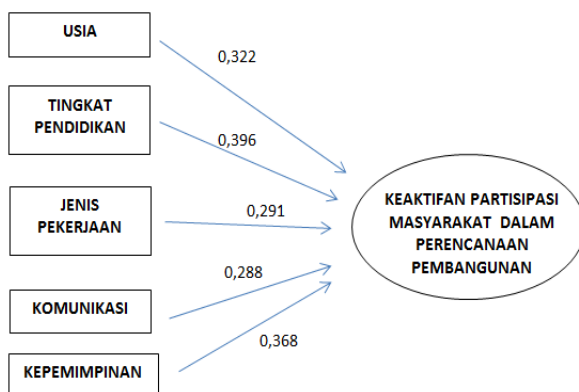 USIA
0,322
TINGKAT
PENDIDIKAN
0,396
JENIS
PEKERJAAN
0,291
KEAKTIFAN PARTISIPASI
MASYARAKAT DALAM
PERENCANAAN
PEMBANGUNAN
KOMUNIKASI
0,288
KEPEMIMPINAN
0,368